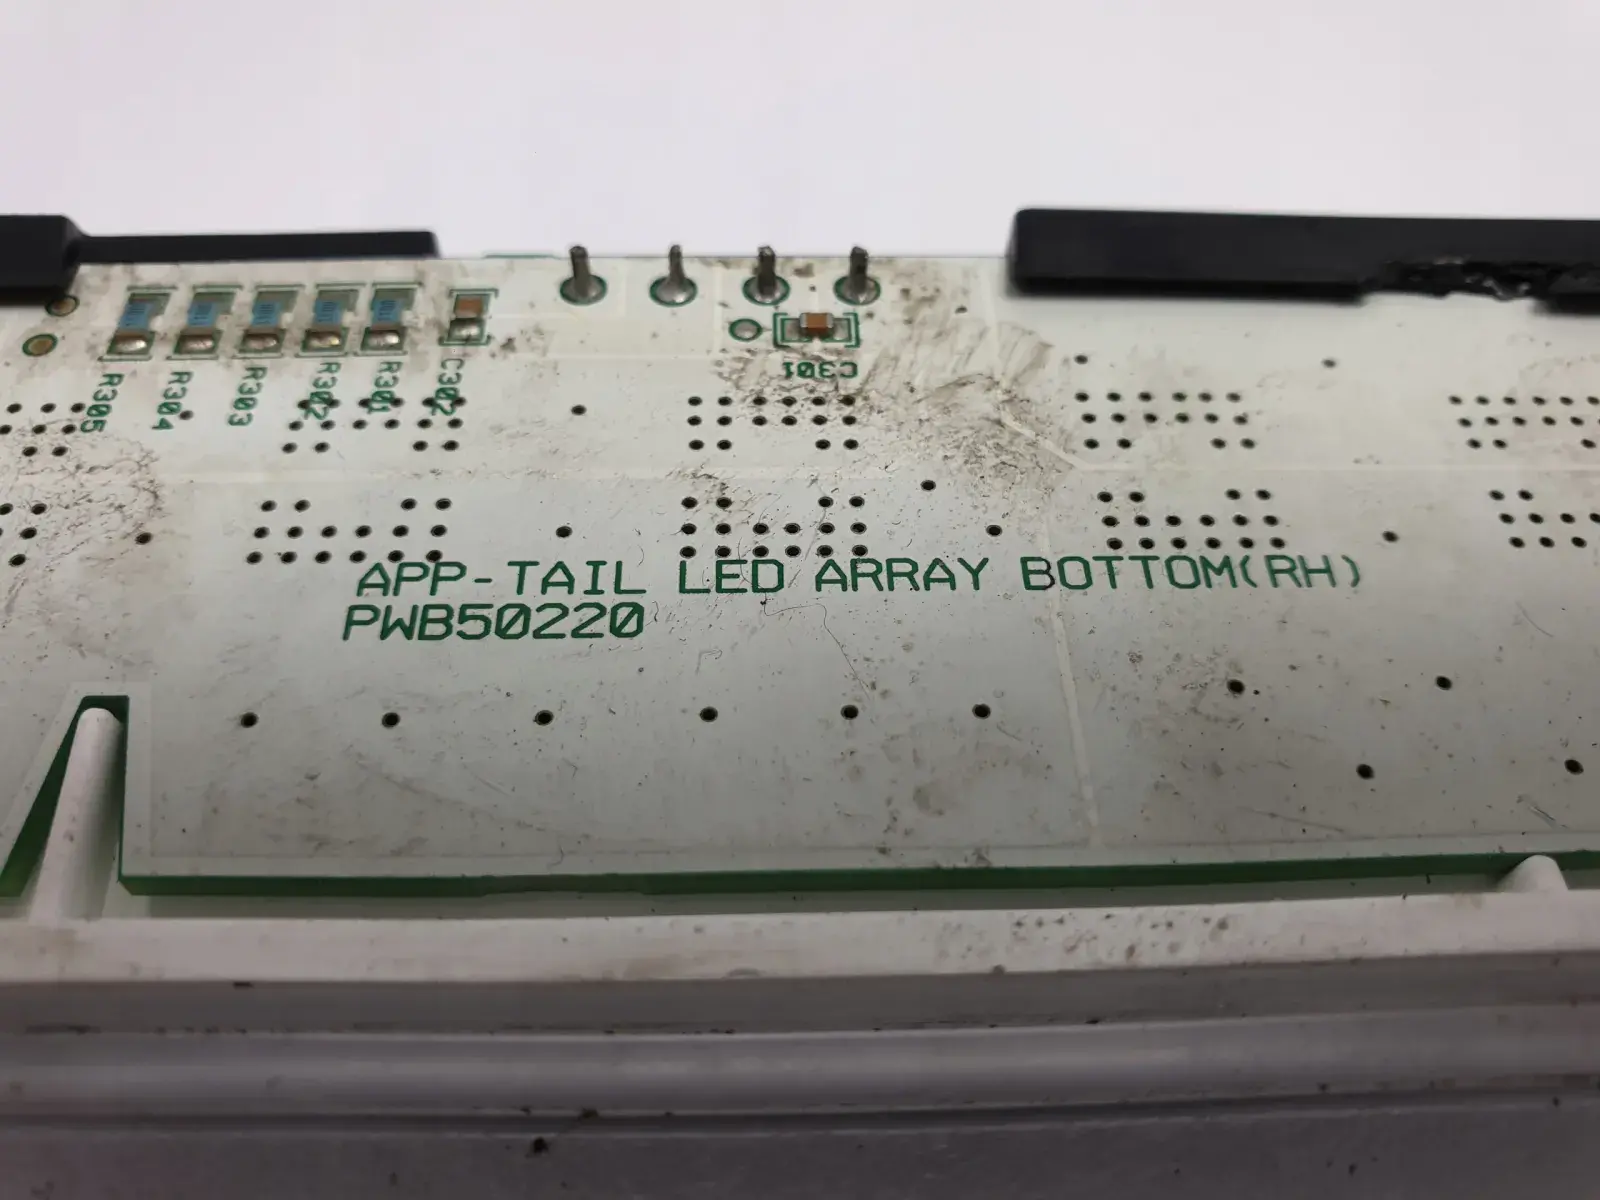 R305
R304
R303
R302
R301
C302
C301
APP-TAIL LED ARRAY BOTTOM(RH)
PWB50220